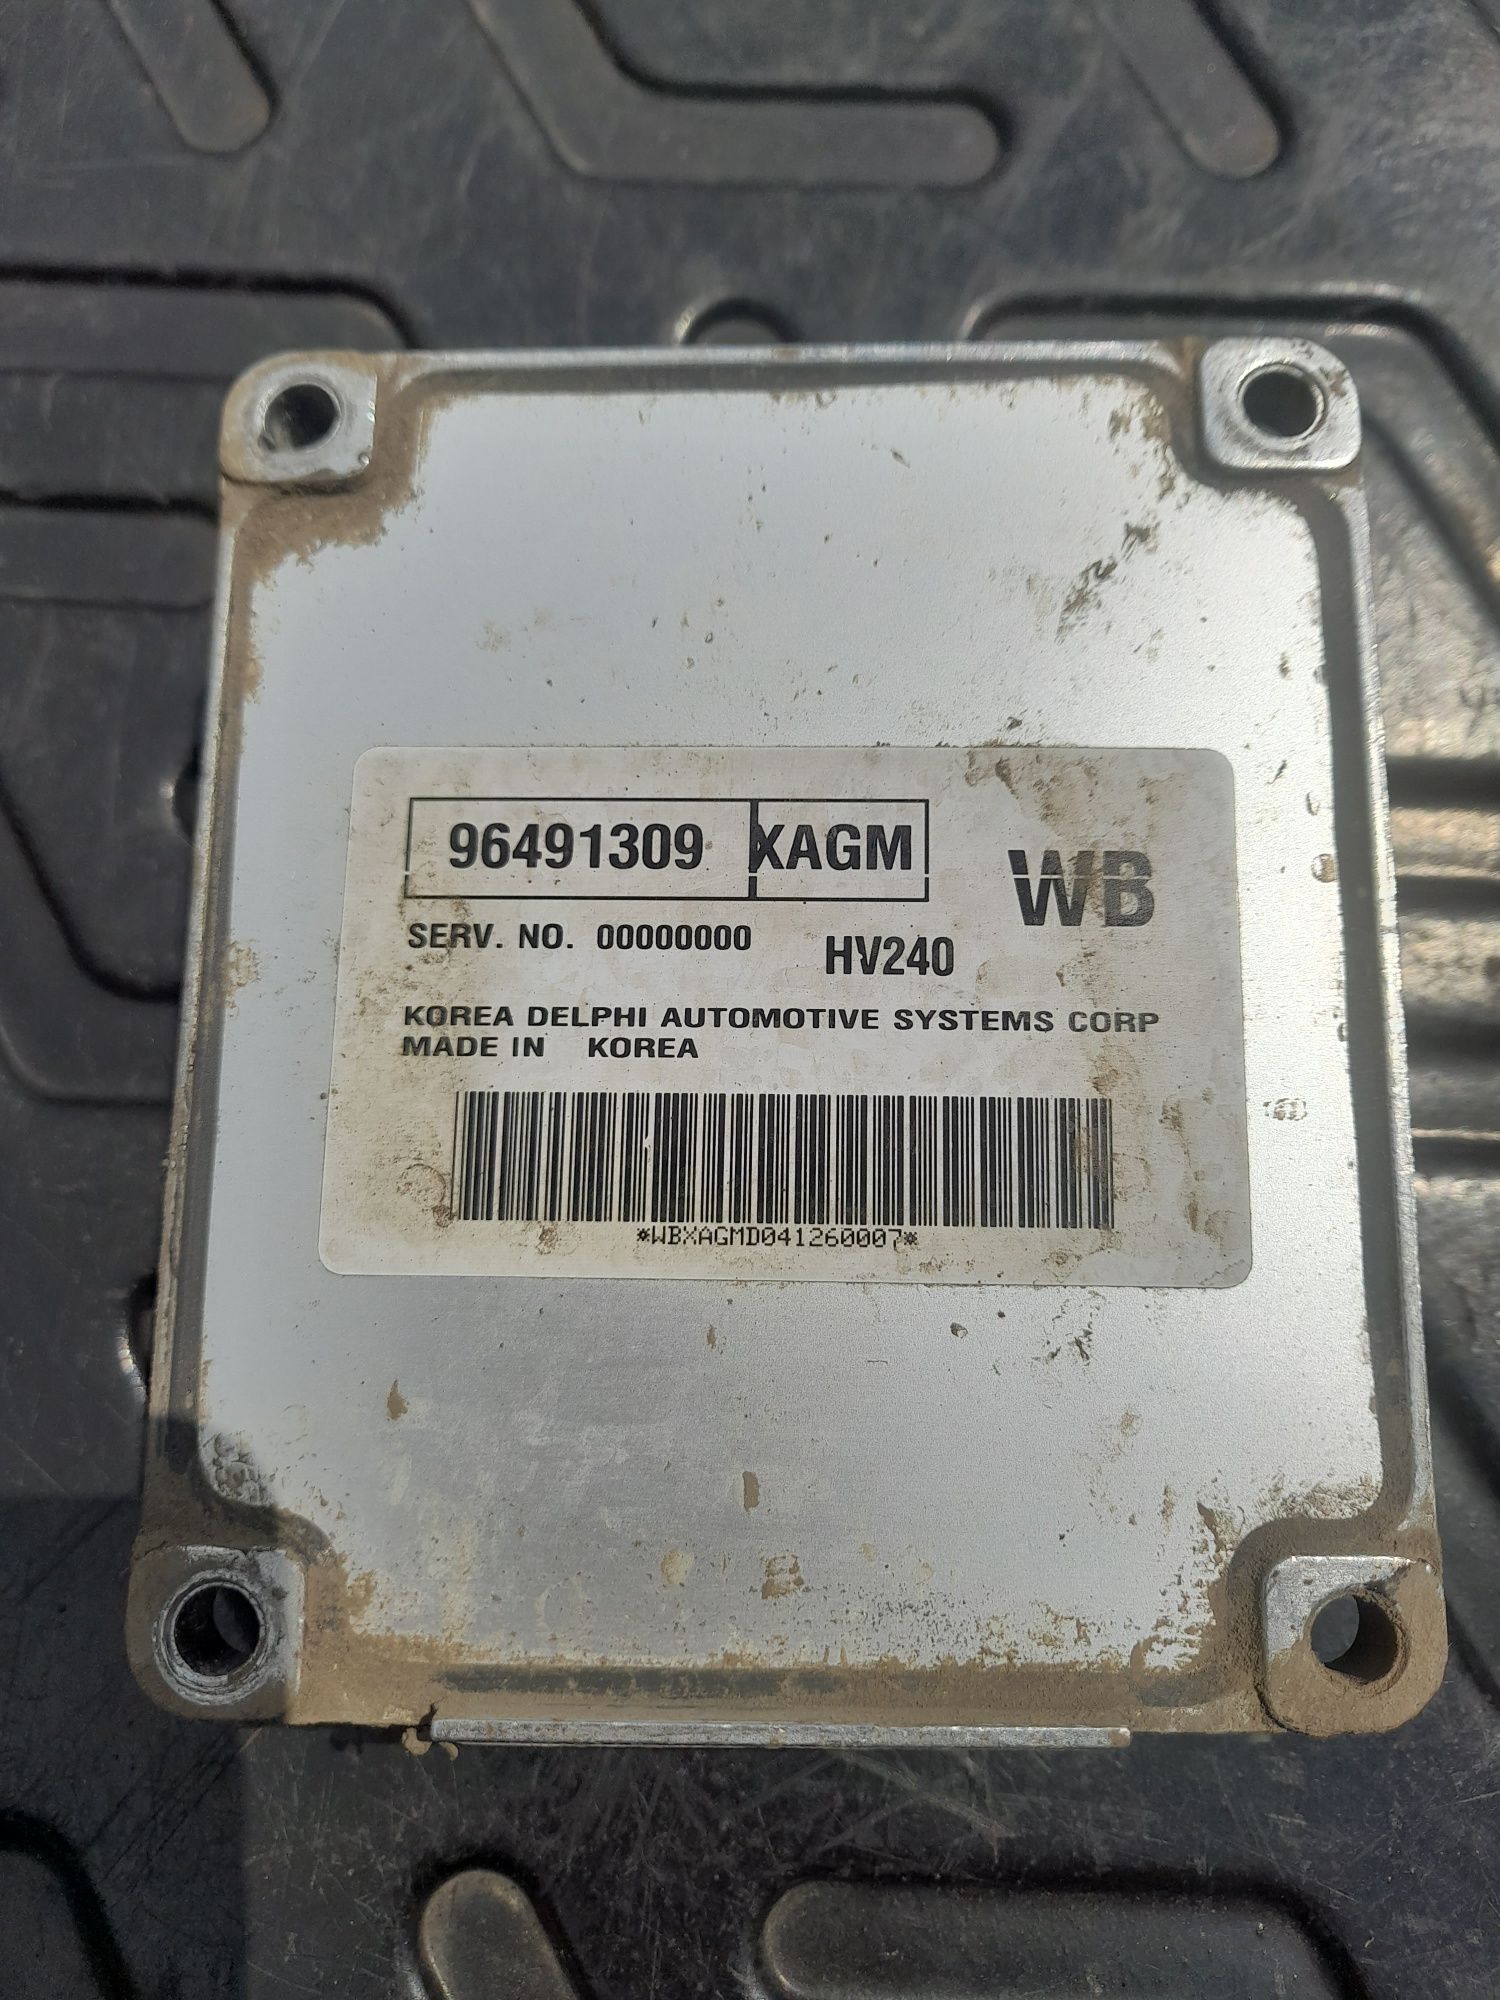 96491309 XAGM
WB
SERV. NO. 00000000
HV240
KOREA DELPHI AUTOMOTIVE SYSTEMS CORP
MADE IN KOREA
*WBXAGMD041260007*